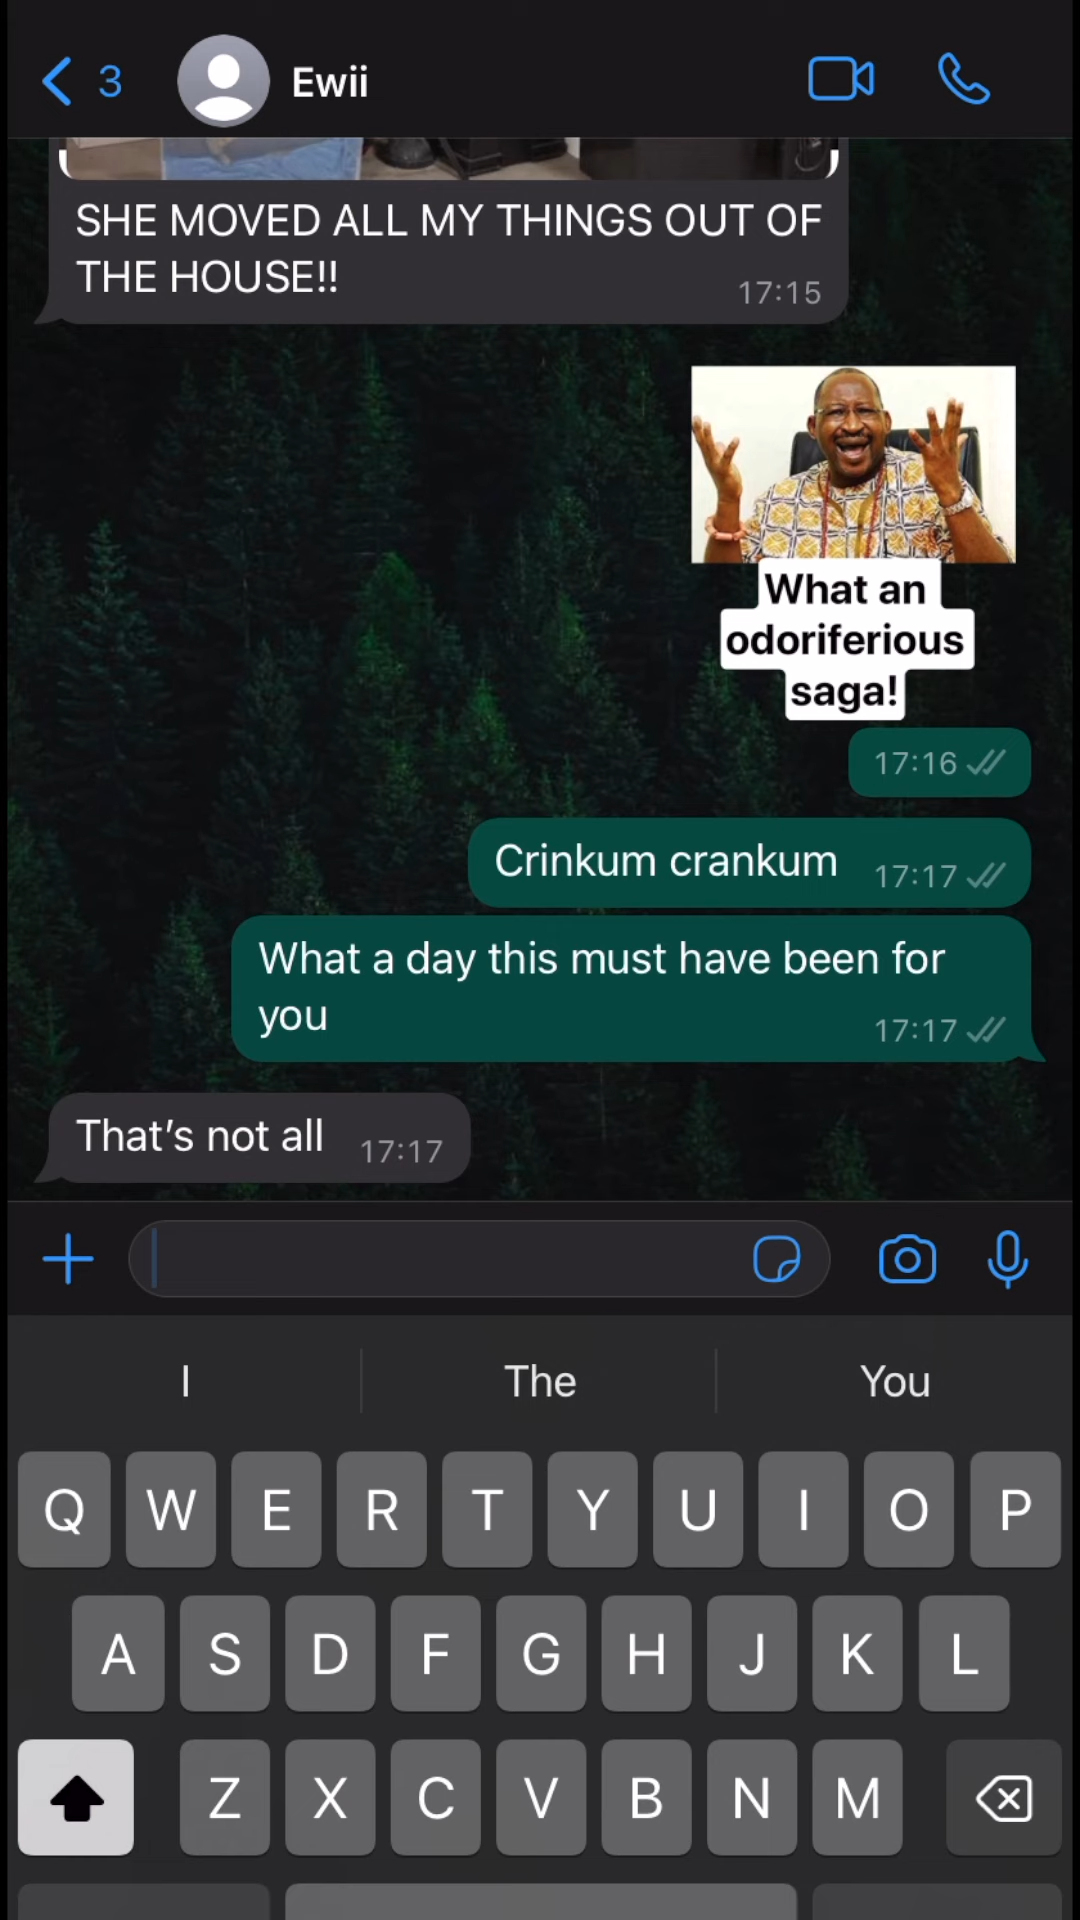 3 Ewii
SHE MOVED ALL MY THINGS OUT OF
THE HOUSE!!
17:15
What an
odoriferious
saga!
17:16
Crinkum crankum 17:17
What a day this must have been for
you
17:17
That’s not all 17:17
I The You
Q W E R T Y U I O P
A S D F G H J K L
Z X C V B N M